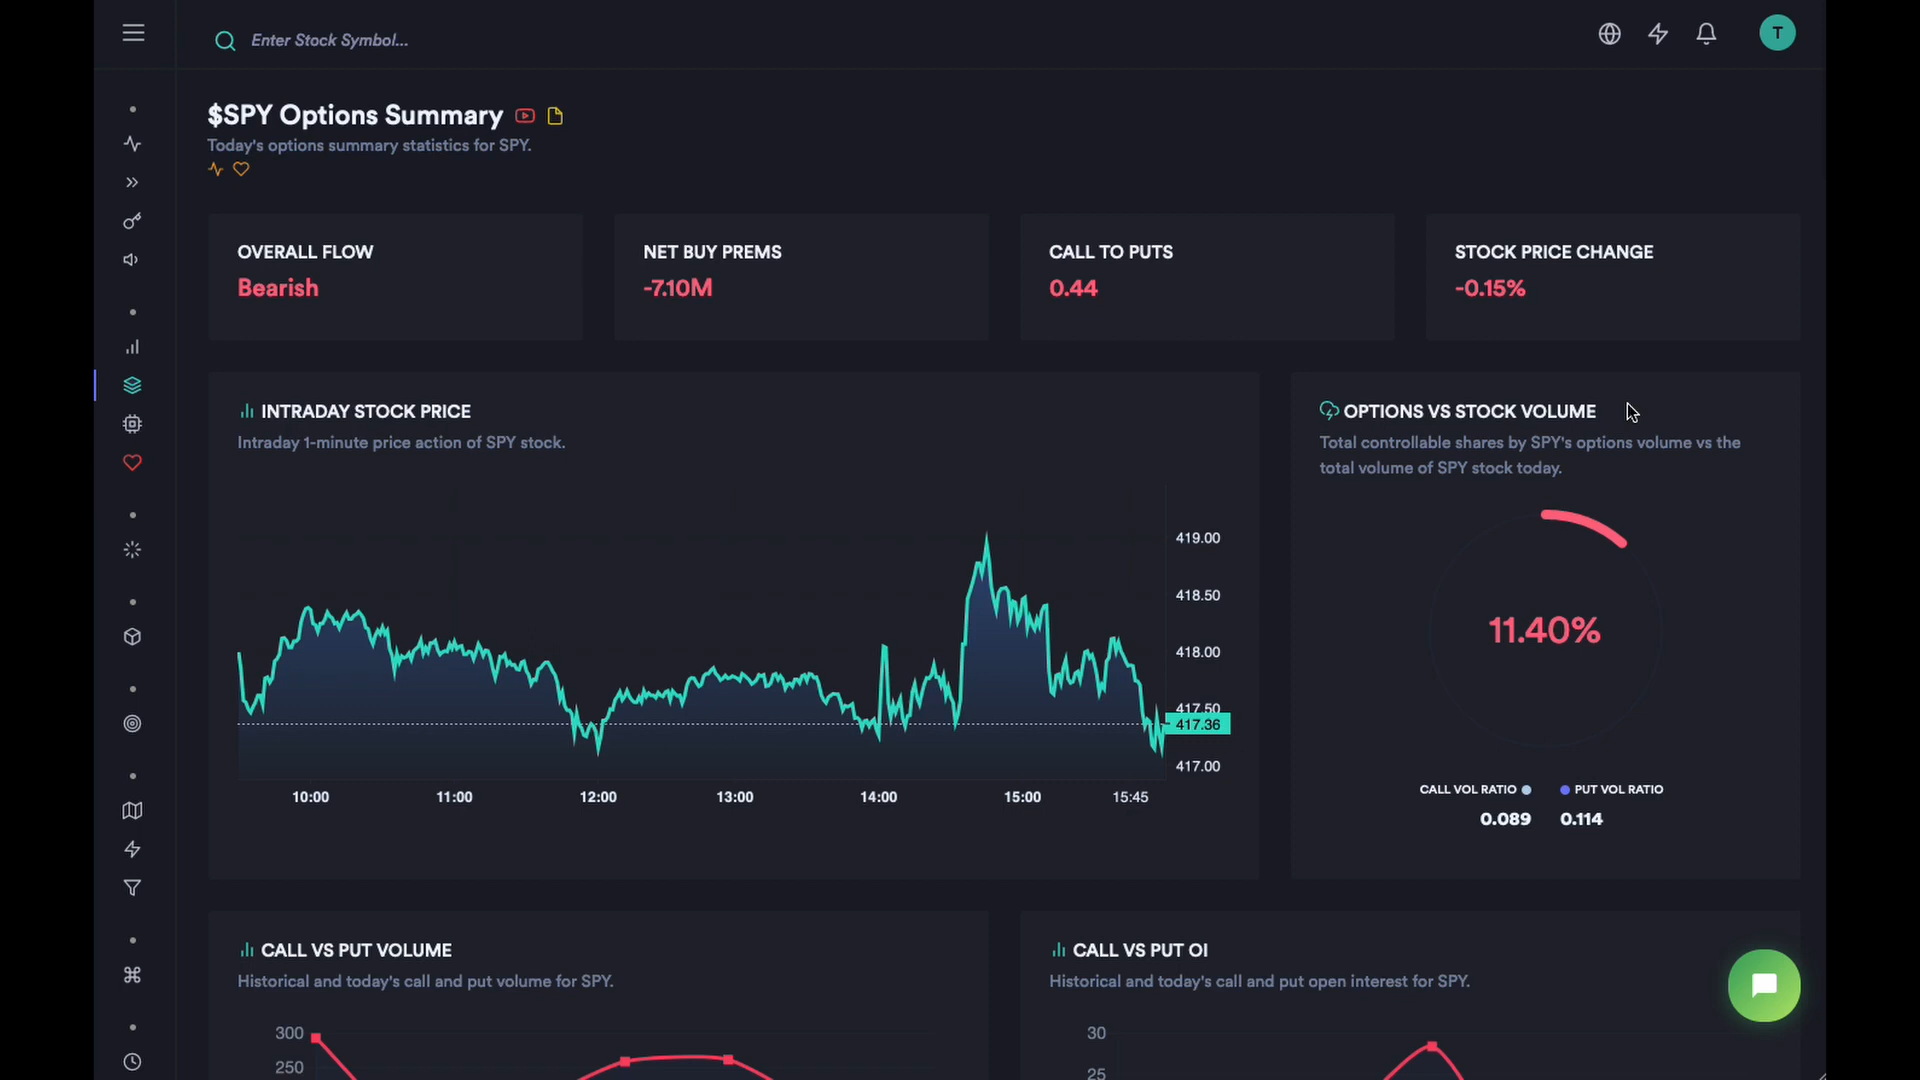 Enter Stock Symbol...
T
$SPY Options Summary
Today's options summary statistics for SPY.
OVERALL FLOW
Bearish
NET BUY PREMS
-7.10M
CALL TO PUTS
0.44
STOCK PRICE CHANGE
-0.15%
INTRADAY STOCK PRICE
Intraday 1-minute price action of SPY stock.
419.00
418.50
418.00
417.50
417.36
417.00
10:00
11:00
12:00
13:00
14:00
15:00
15:45
OPTIONS VS STOCK VOLUME
Total controllable shares by SPY's options volume vs the
total volume of SPY stock today.
11.40%
CALL VOL RATIO
PUT VOL RATIO
0.089
0.114
CALL VS PUT VOLUME
Historical and today's call and put volume for SPY.
300
250
CALL VS PUT OI
Historical and today's call and put open interest for SPY.
30
25